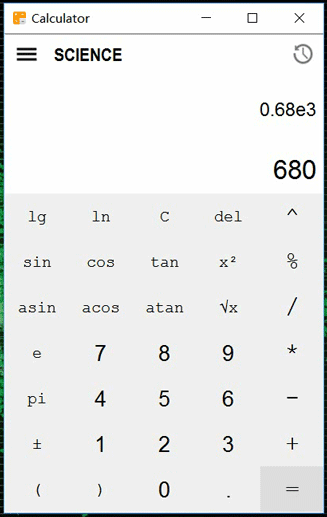 Calculator
SCIENCE
0.68e3
680
lg ln C del ^
sin cos tan x² %
asin acos atan √x /
e 7 8 9 *
pi 4 5 6 -
± 1 2 3 +
( ) 0 . =